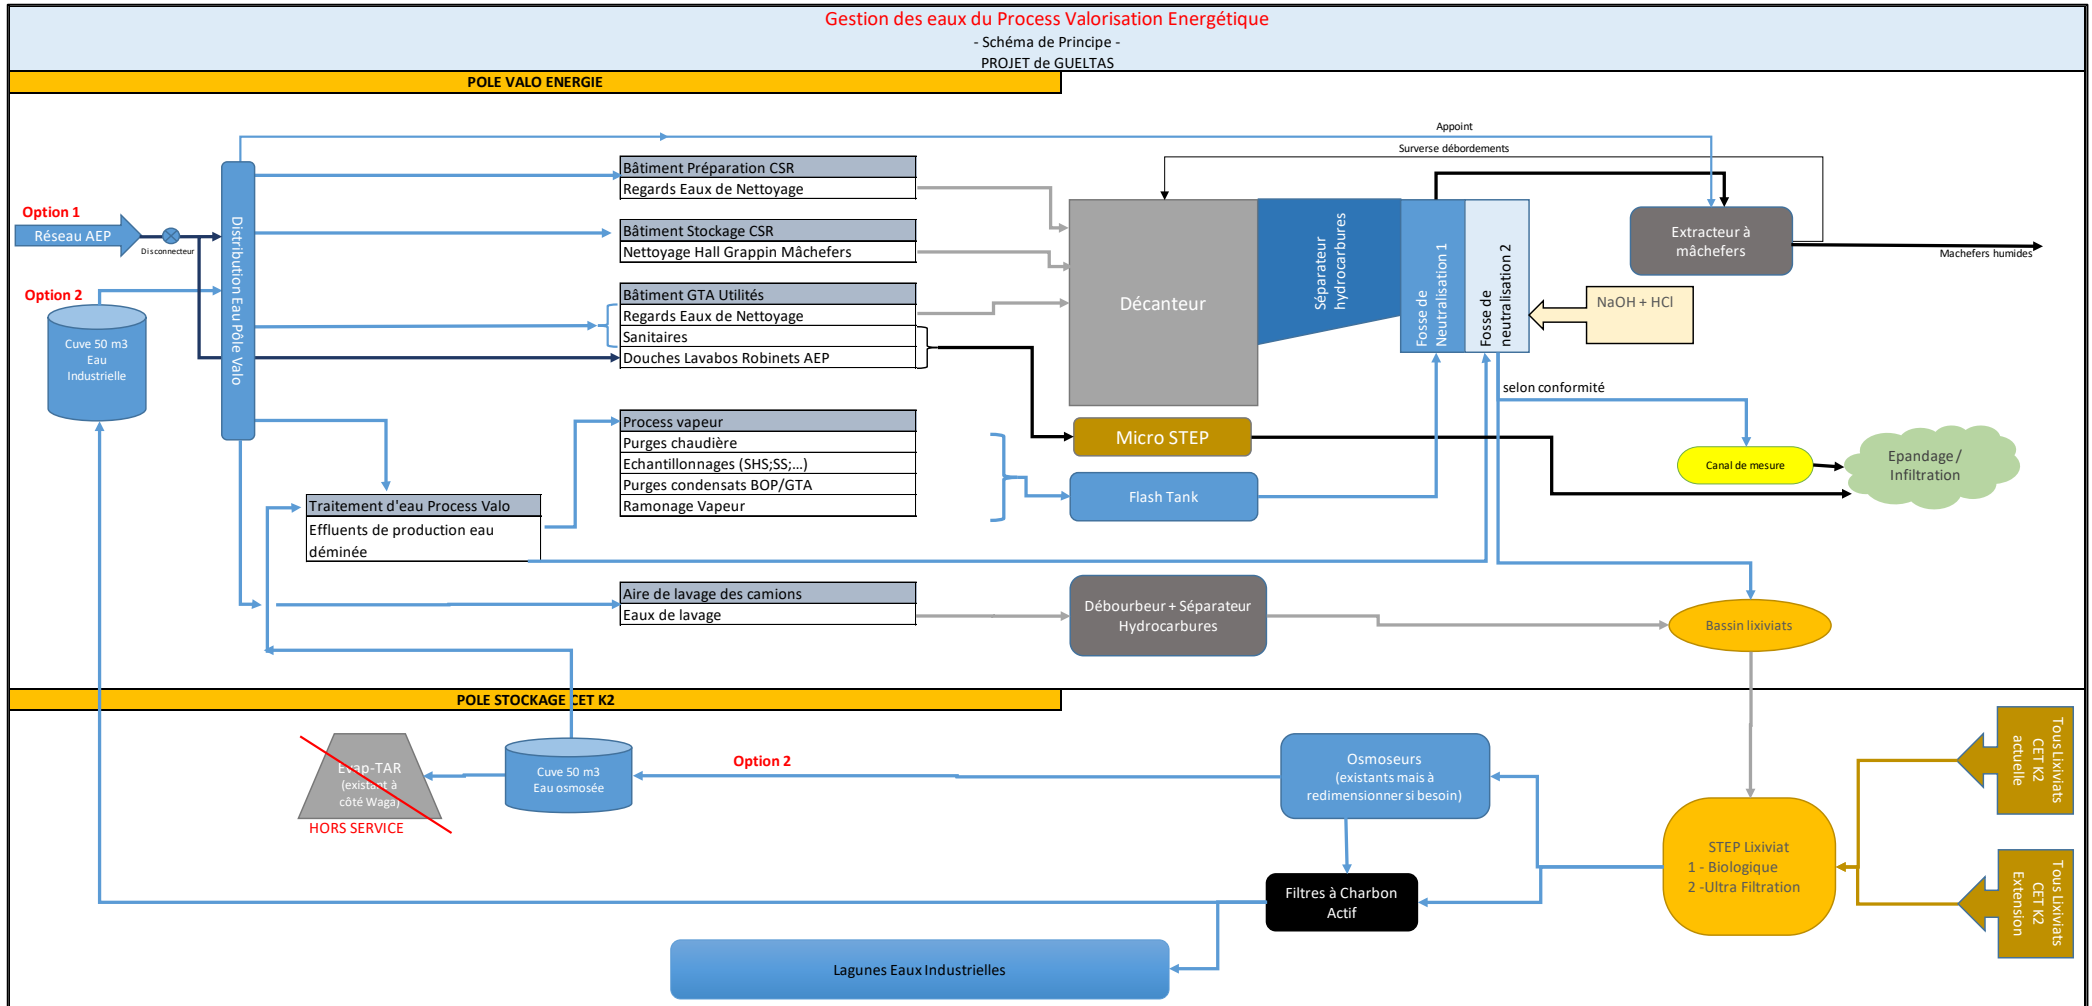 Gestion des eaux du Process Valorisation Energétique
- Schéma de Principe -
PROJET de GUELTAS
POLE VALO ENERGIE
Appoint
Surverse débordements
Option 1
Réseau AEP
Disconnecteur
Option 2
Cuve 50 m3
Eau
Industrielle
Distribution Eau Pôle Valo
Bâtiment Préparation CSR
Regards Eaux de Nettoyage
Bâtiment Stockage CSR
Nettoyage Hall Grappin Mâchefers
Bâtiment GTA Utilités
Regards Eaux de Nettoyage
Sanitaires
Douches Lavabos Robinets AEP
Process vapeur
Purges chaudière
Echantillonnages (SHS;SS;...)
Purges condensats BOP/GTA
Ramonage Vapeur
Traitement d'eau Process Valo
Effluents de production eau
déminée
Aire de lavage des camions
Eaux de lavage
Décanteur
Séparateur
hydrocarbures
Fosse de
Neutralisation 1
Fosse de
neutralisation 2
Extracteur à
mâchefers
Machefers humides
NaOH + HCl
selon conformité
Micro STEP
Flash Tank
Canal de mesure
Epandage /
Infiltration
Débourbeur + Séparateur
Hydrocarbures
Bassin lixiviats
POLE STOCKAGE CET K2
Evap-TAR
(existant à
côté Waga)
HORS SERVICE
Cuve 50 m3
Eau osmosée
Option 2
Osmoseurs
(existants mais à
redimensionner si besoin)
Filtres à Charbon
Actif
Lagunes Eaux Industrielles
STEP Lixiviat
1 - Biologique
2 -Ultra Filtration
Tous Lixiviats
CET K2
actuelle
Tous Lixiviats
CET K2
Extension